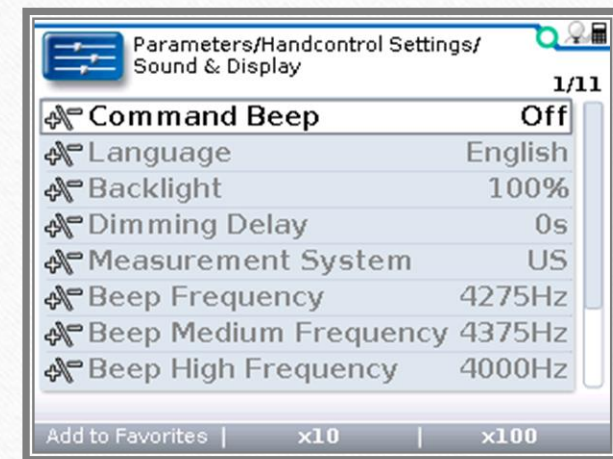 Parameters/Handcontrol Settings/
Sound & Display
1/11
Command Beep Off
Language English
Backlight 100%
Dimming Delay 0s
Measurement System US
Beep Frequency 4275Hz
Beep Medium Frequency 4375Hz
Beep High Frequency 4000Hz
Add to Favorites | x10 | x100